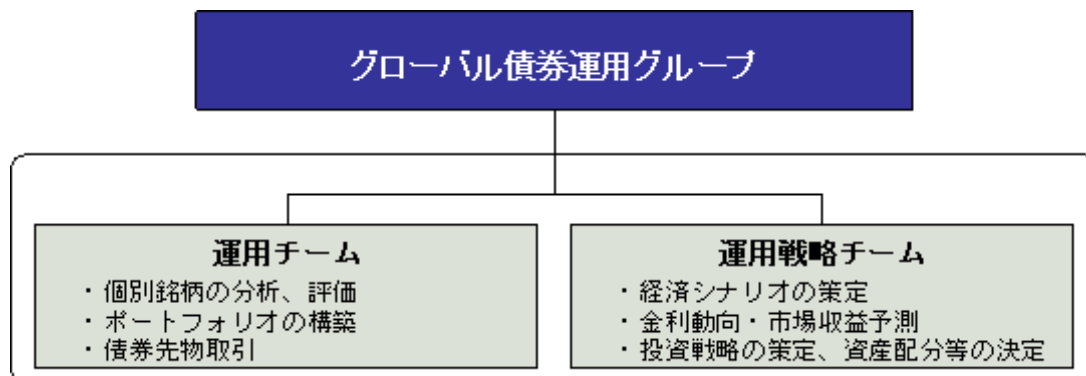 グローバル債券運用グループ
運用チーム
・個別銘柄の分析、評価
・ポートフォリオの構築
・債券先物取引
運用戦略チーム
・経済シナリオの策定
・金利動向・市場収益予測
・投資戦略の策定、資産配分等の決定